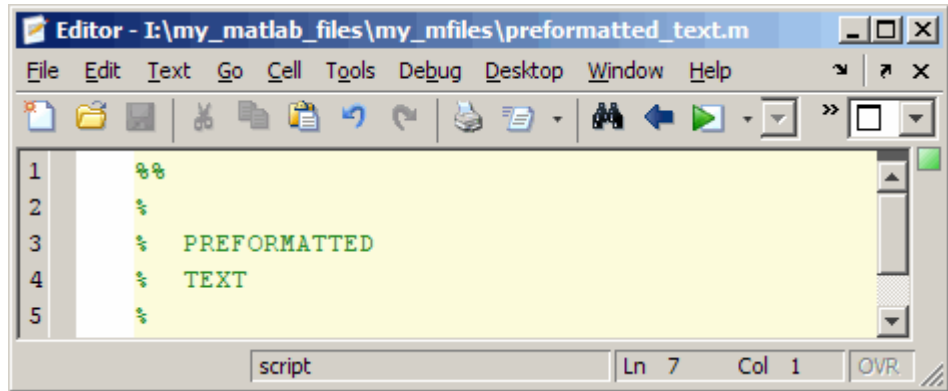 Editor - I:\my_matlab_files\my_mfiles\preformatted_text.m
File Edit Text Go Cell Tools Debug Desktop Window Help
1 %%
2 %
3 %  PREFORMATTED
4 %  TEXT
5 %
script Ln 7 Col 1 OVR